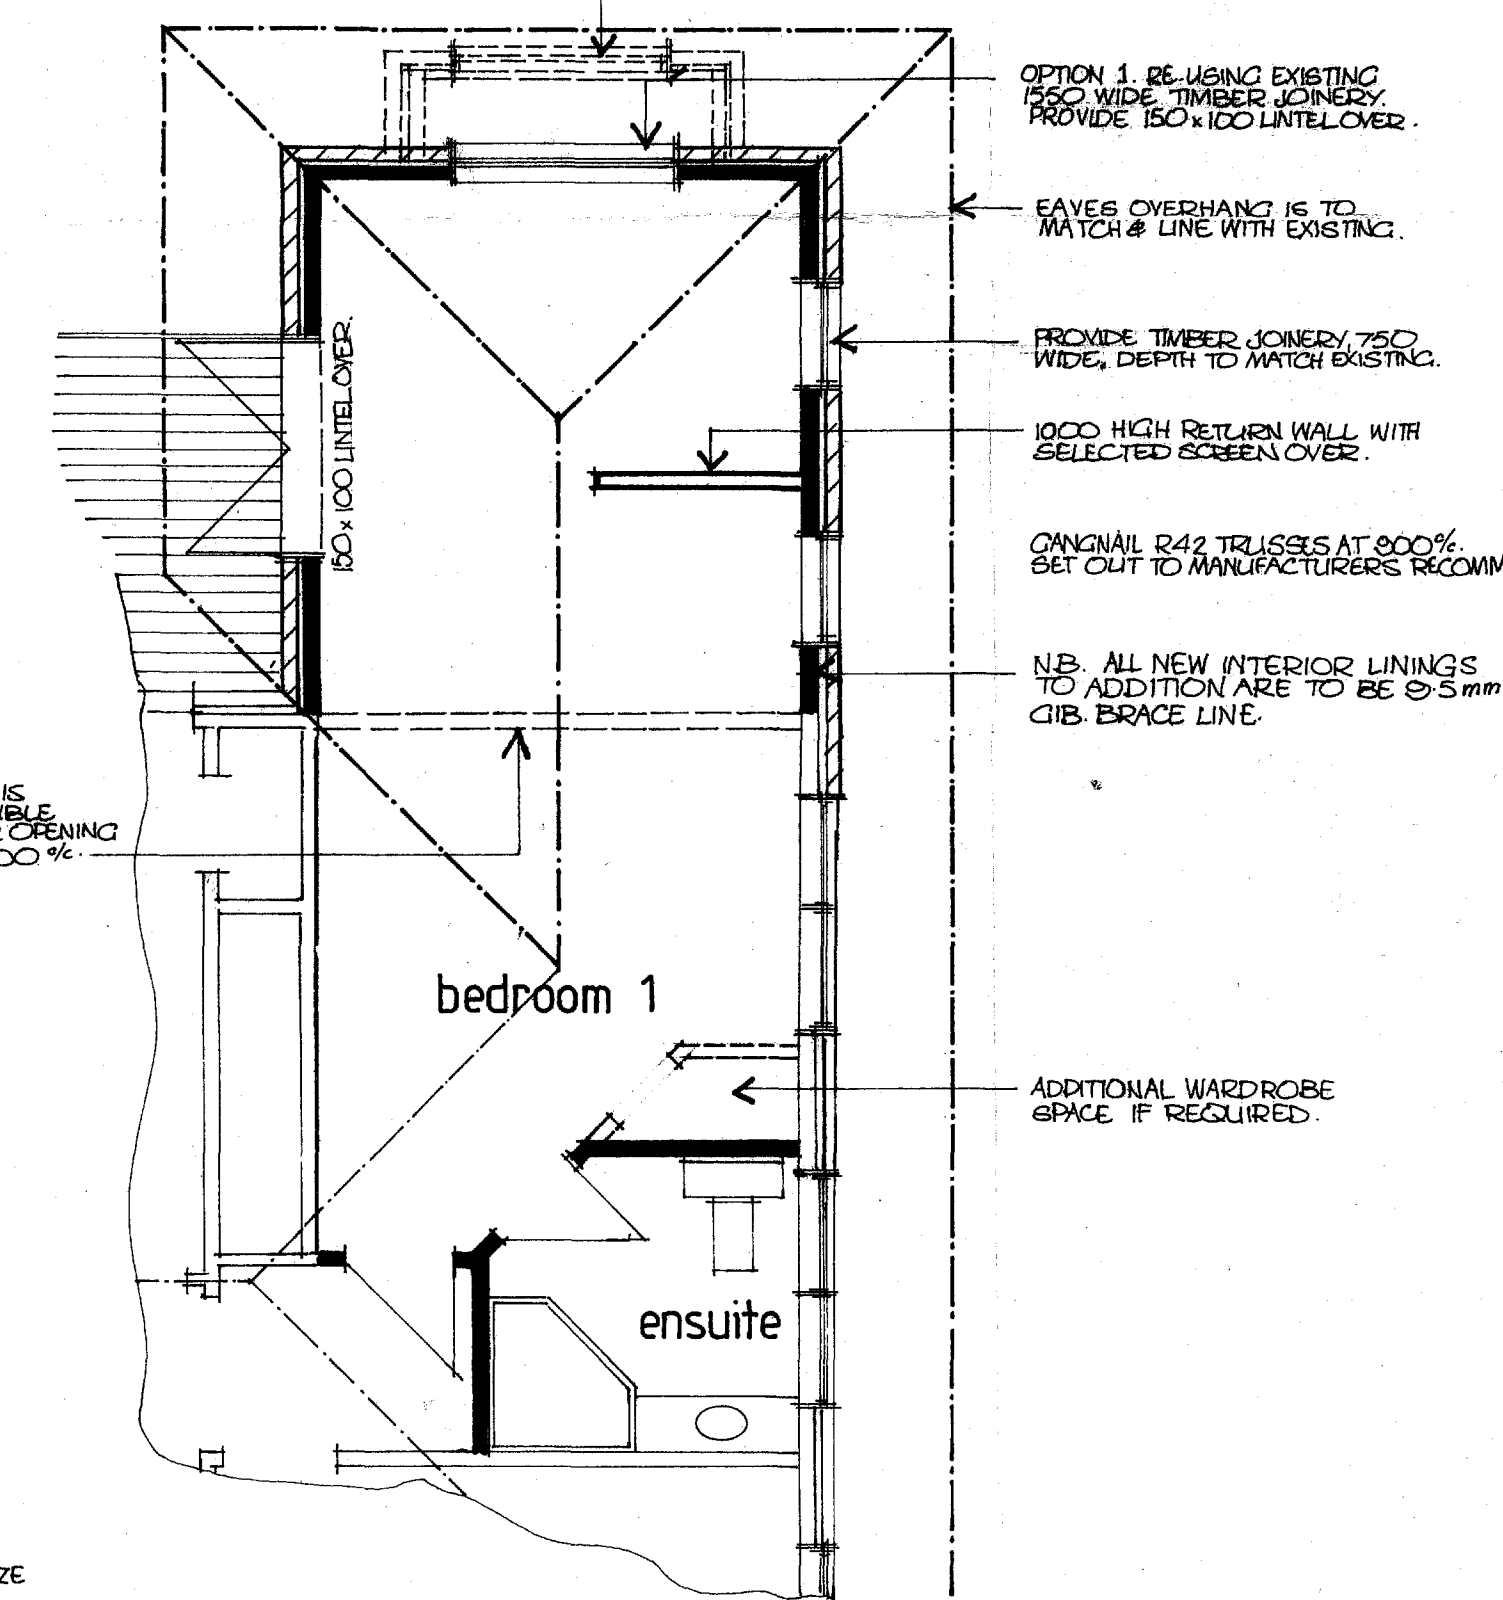 OPTION 1. RE-USING EXISTING
1550 WIDE TIMBER JOINERY.
PROVIDE 150 x 100 LINTEL OVER.
EAVES OVERHANG IS TO
MATCH & LINE WITH EXISTING.
PROVIDE TIMBER JOINERY, 750
WIDE, DEPTH TO MATCH EXISTING.
150 x 100 LINTEL OVER.
1000 HIGH RETURN WALL WITH
SELECTED SCREEN OVER.
GANGNAIL R42 TRUSSES AT 900 %.
SET OUT TO MANUFACTURERS RECOMM
N.B. ALL NEW INTERIOR LININGS
TO ADDITION ARE TO BE 9.5mm
GIB. BRACE LINE.
IS
IBLE
OPENING
00 %.
bedroom 1
ADDITIONAL WARDROBE
SPACE IF REQUIRED.
ensuite
ZE